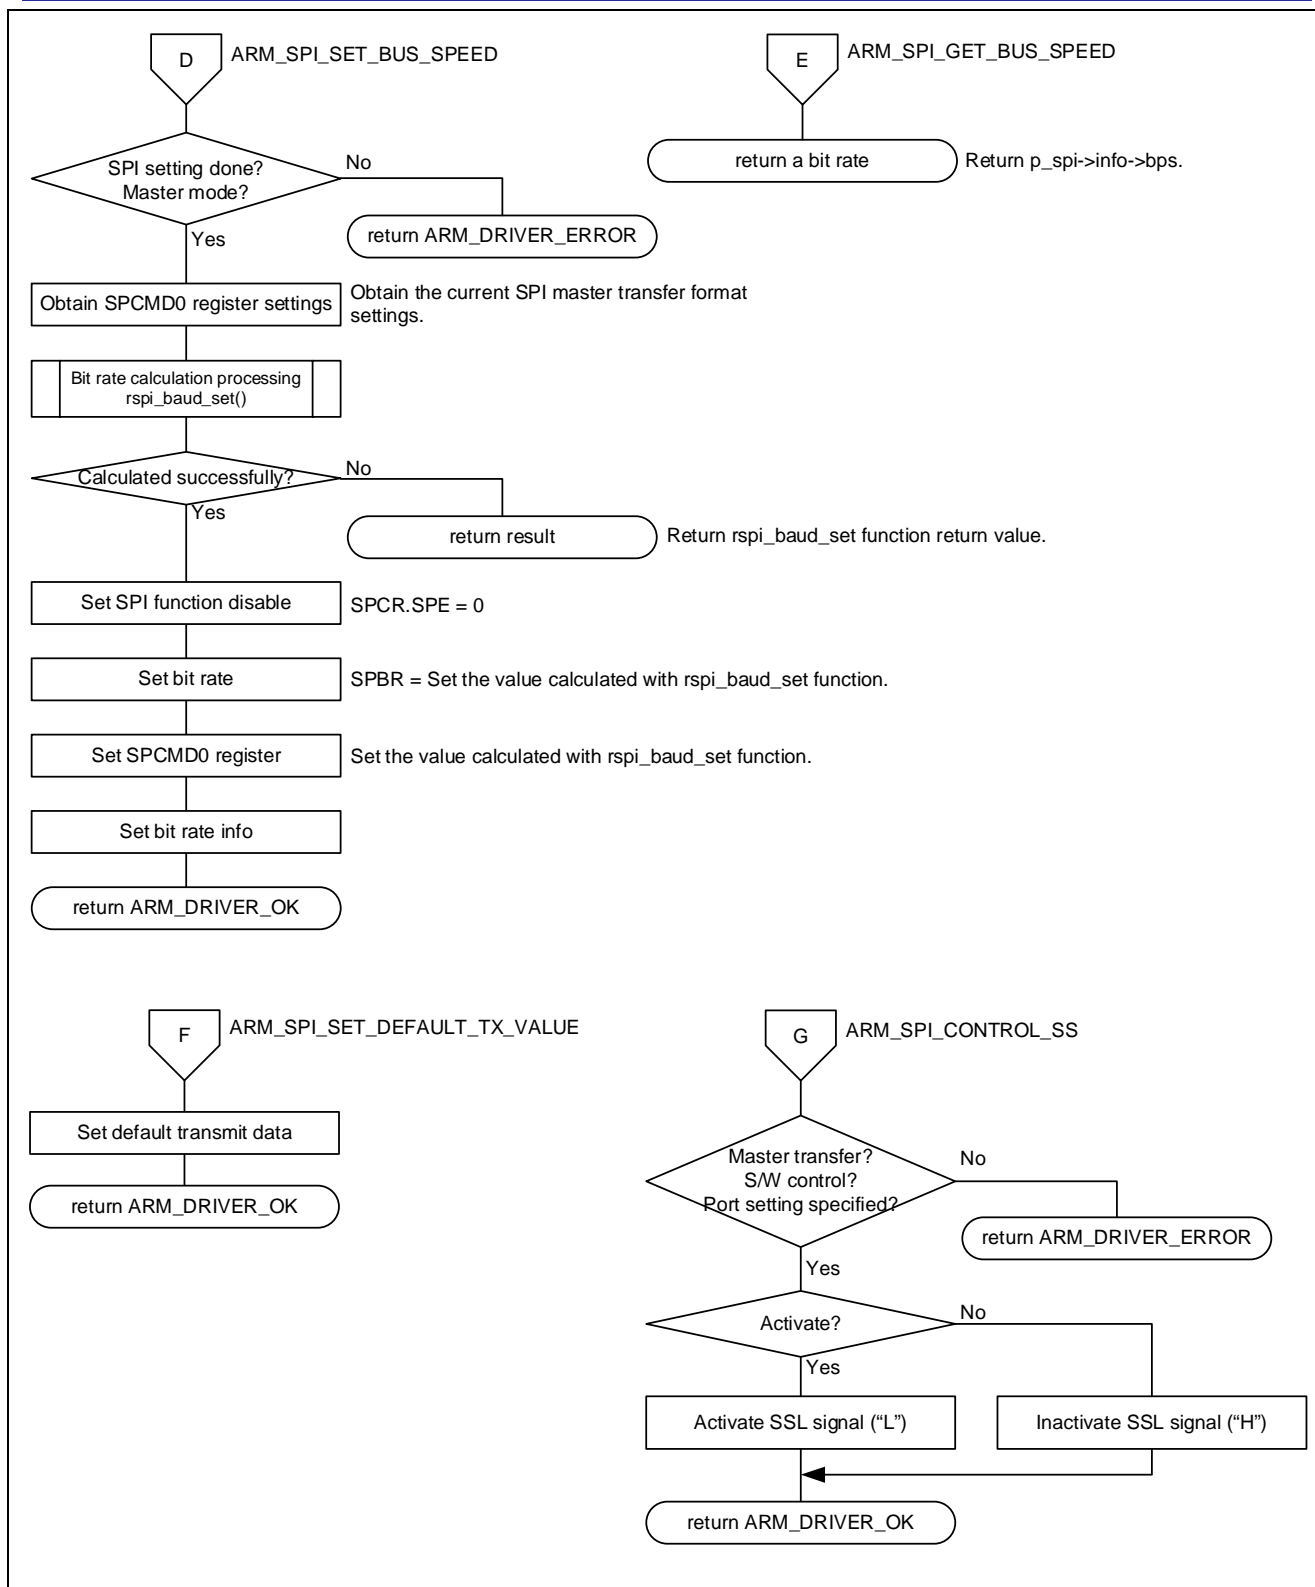 D
ARM_SPI_SET_BUS_SPEED
SPI setting done?
Master mode?
No
return ARM_DRIVER_ERROR
Yes
Obtain SPCMD0 register settings
Obtain the current SPI master transfer format
settings.
Bit rate calculation processing
rspi_baud_set()
Calculated successfully?
No
Yes
return result
Return rspi_baud_set function return value.
Set SPI function disable
SPCR.SPE = 0
Set bit rate
SPBR = Set the value calculated with rspi_baud_set function.
Set SPCMD0 register
Set the value calculated with rspi_baud_set function.
Set bit rate info
return ARM_DRIVER_OK
E
ARM_SPI_GET_BUS_SPEED
return a bit rate
Return p_spi->info->bps.
F
ARM_SPI_SET_DEFAULT_TX_VALUE
Set default transmit data
return ARM_DRIVER_OK
G
ARM_SPI_CONTROL_SS
Master transfer?
S/W control?
Port setting specified?
No
return ARM_DRIVER_ERROR
Yes
Activate?
No
Yes
Activate SSL signal (“L”)
Inactivate SSL signal (“H”)
return ARM_DRIVER_OK